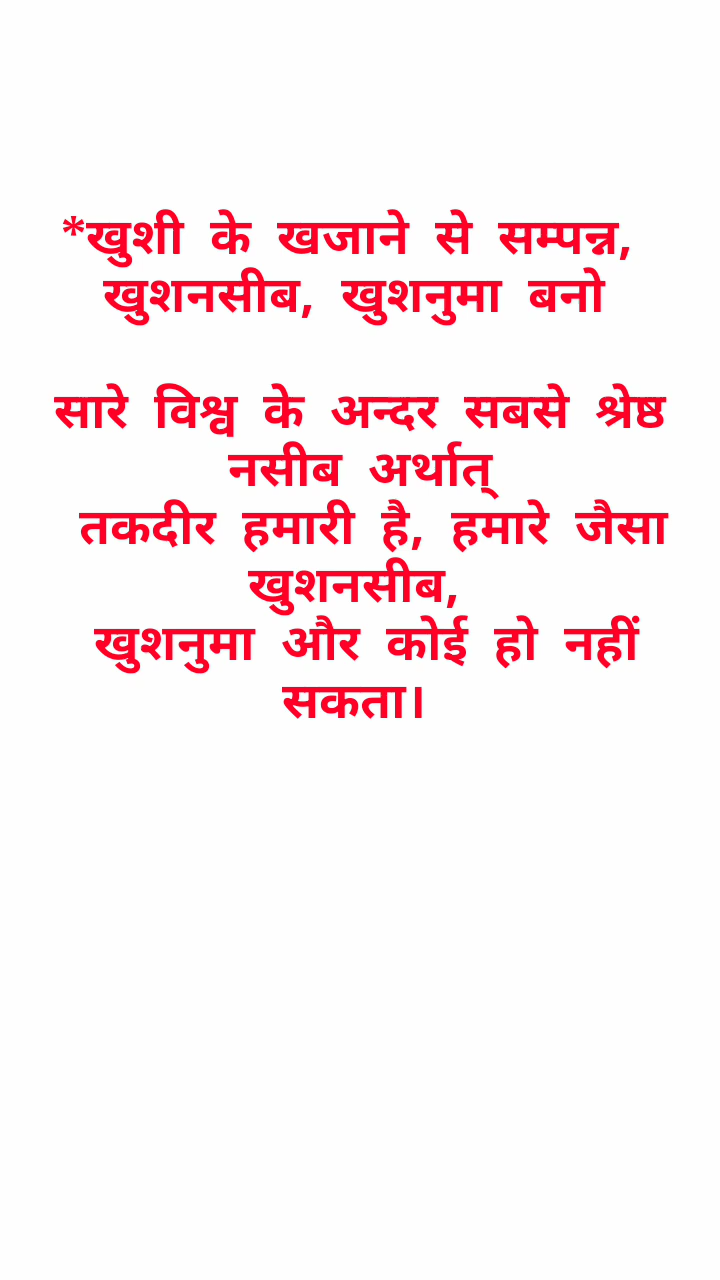 *खुशी के खजाने से सम्पन्न,
खुशनसीब, खुशनुमा बनो
सारे विश्व के अन्दर सबसे श्रेष्ठ
नसीब अर्थात्
तकदीर हमारी है, हमारे जैसा
खुशनसीब,
खुशनुमा और कोई हो नहीं
सकता।